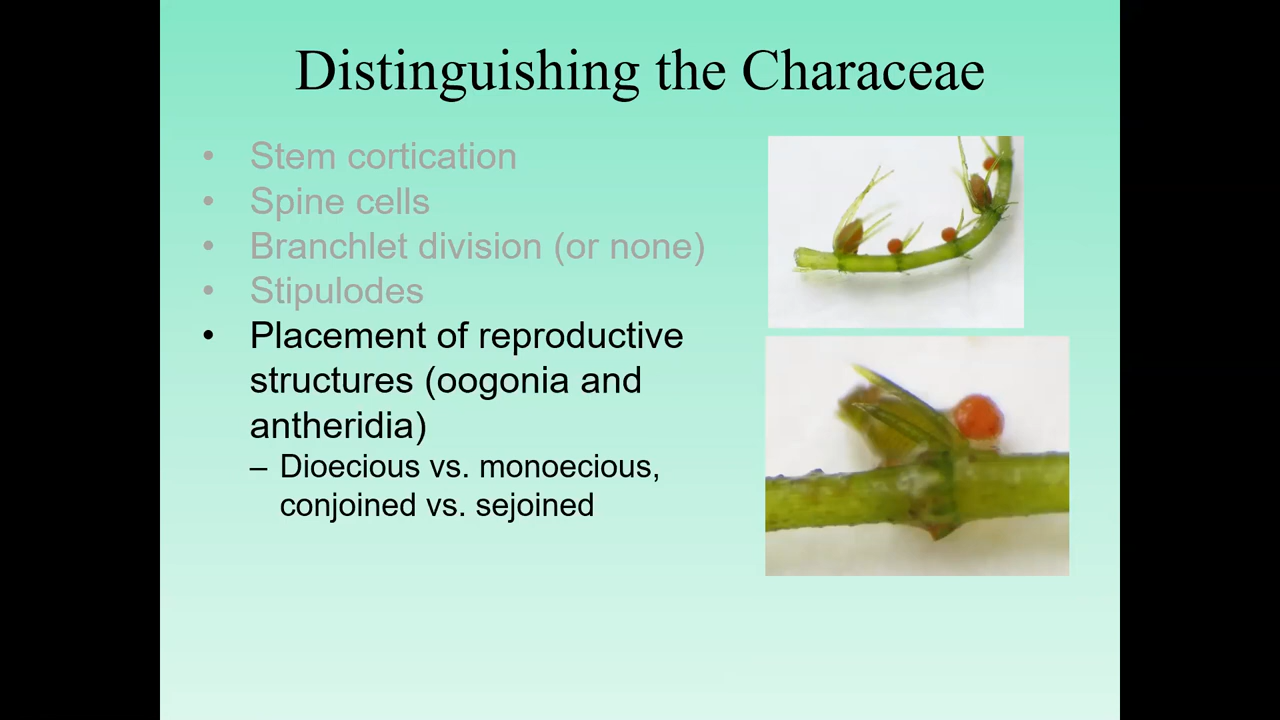 Distinguishing the Characeae
• Stem cortication
• Spine cells
• Branchlet division (or none)
• Stipulodes
• Placement of reproductive
structures (oogonia and
antheridia)
– Dioecious vs. monoecious,
conjoined vs. sejoined